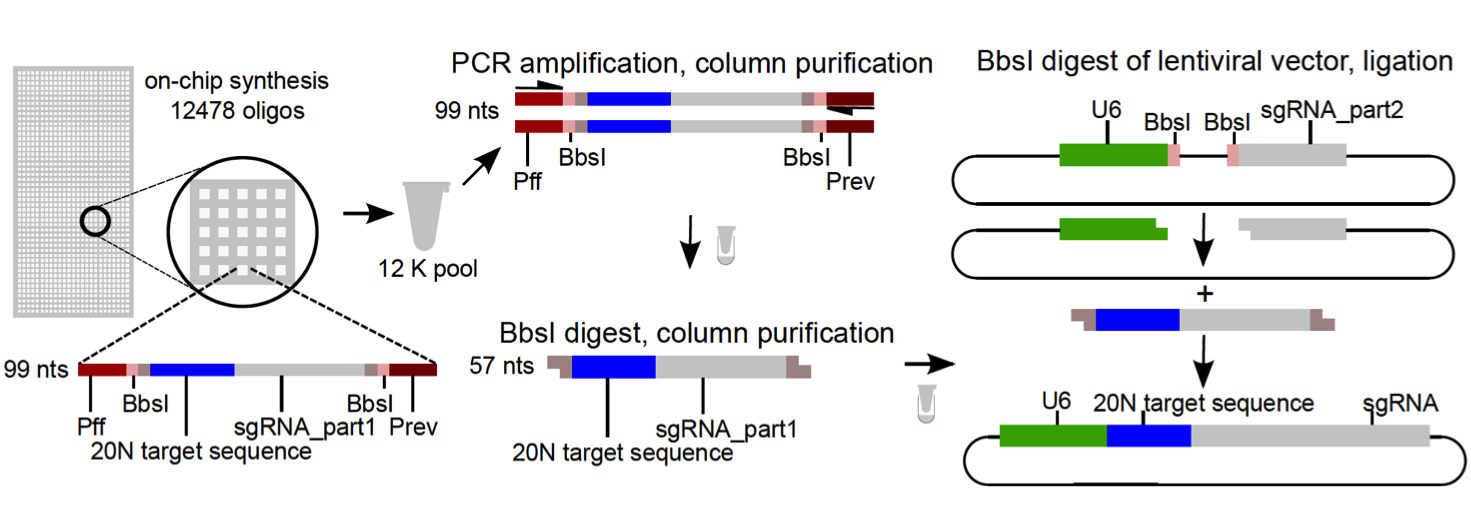 on-chip synthesis
12478 oligos
12 K pool
99 nts
BbsI
BbsI
Pff
sgRNA_part1
Prev
20N target sequence
PCR amplification, column purification
99 nts
BbsI
BbsI
Pff
Prev
BbsI digest, column purification
57 nts
sgRNA_part1
20N target sequence
BbsI digest of lentiviral vector, ligation
U6
BbsI
BbsI
sgRNA_part2
+
U6
20N target sequence
sgRNA